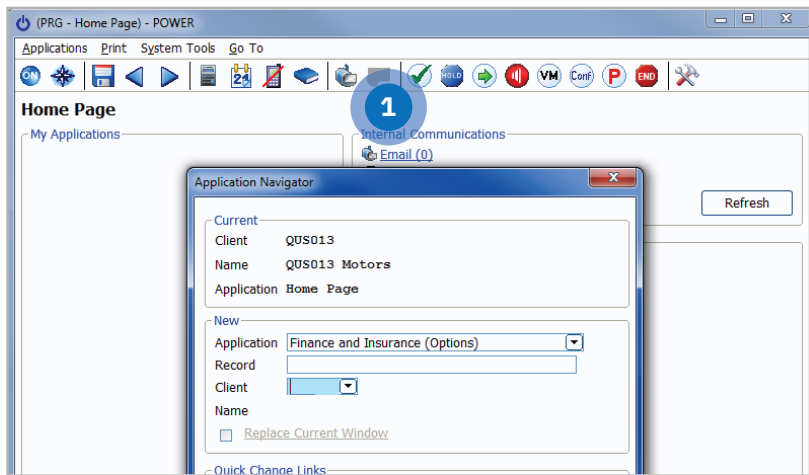 (PRG - Home Page) - POWER
Applications Print System Tools Go To
ON 24 HOLD VM Conf P END
Home Page
1
My Applications
Internal Communications
Email (0)
Refresh
Application Navigator
Current
Client QUS013
Name QUS013 Motors
Application Home Page
New
Application Finance and Insurance (Options)
Record
Client
Name
Replace Current Window
Quick Change Links